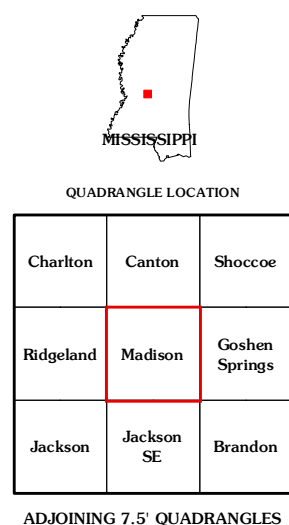 MISSISSIPPI
QUADRANGLE LOCATION
Charlton
Canton
Shoccoe
Ridgeland
Madison
Goshen
Springs
Jackson
Jackson
SE
Brandon
ADJOINING 7.5' QUADRANGLES